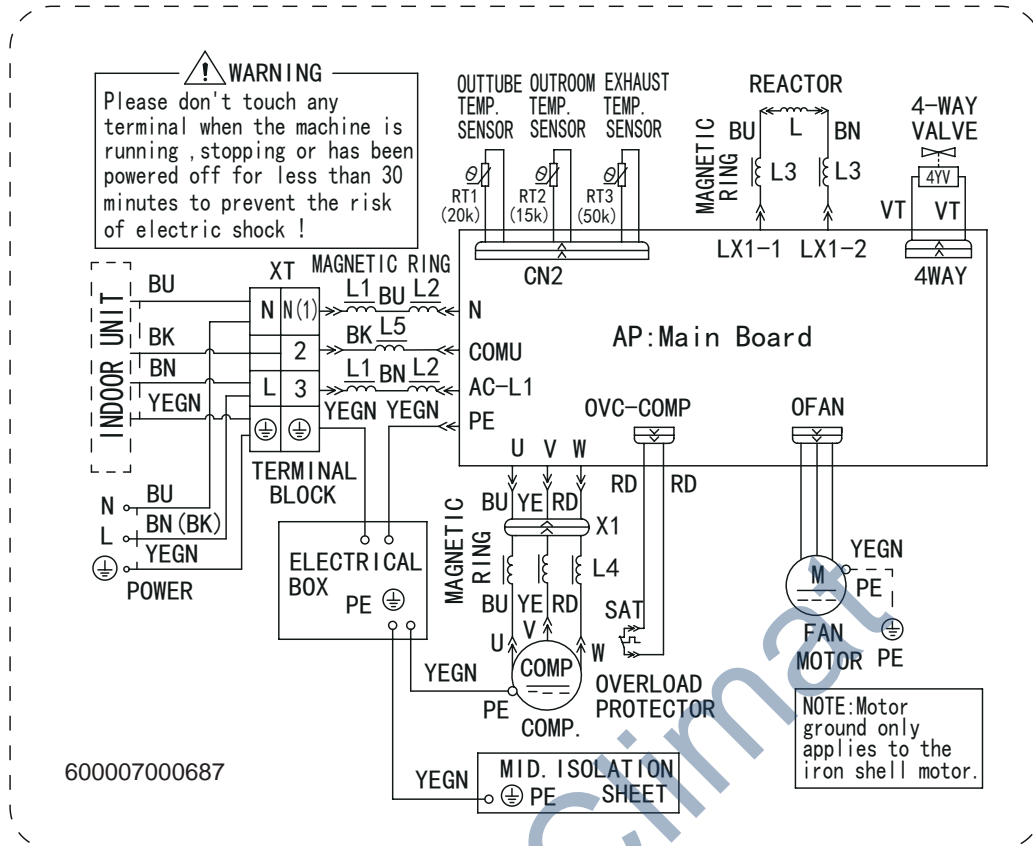 WARNING
Please don't touch any
terminal when the machine is
running ,stopping or has been
powered off for less than 30
minutes to prevent the risk
of electric shock !
OUTTUBE OUTROOM EXHAUST
TEMP. TEMP. TEMP.
SENSOR SENSOR SENSOR
RT1 RT2 RT3
(20k) (15k) (50k)
CN2
REACTOR
L
BU BN
MAGNETIC
RING
L3 L3
LX1-1 LX1-2
4-WAY
VALVE
4YV
VT VT
4WAY
INDOOR UNIT
BU
BK
BN
YEGN
XT
N N(1)
2
L 3
TERMINAL
BLOCK
MAGNETIC RING
L1 BU L2
BK L5
L1 BN L2
YEGN YEGN
N
COMU
AC-L1
PE
AP:Main Board
OVC-COMP
OFAN
U V W
N BU
L BN(BK)
YEGN
POWER
ELECTRICAL
BOX
PE
MAGNETIC
RING
BU YE RD
X1
L4
BU YE RD
U V W
COMP
PE
COMP.
YEGN
RD RD
SAT
OVERLOAD
PROTECTOR
M
YEGN
PE
FAN
MOTOR PE
NOTE:Motor
ground only
applies to the
iron shell motor.
YEGN
MID. ISOLATION
PE SHEET
600007000687
Climat